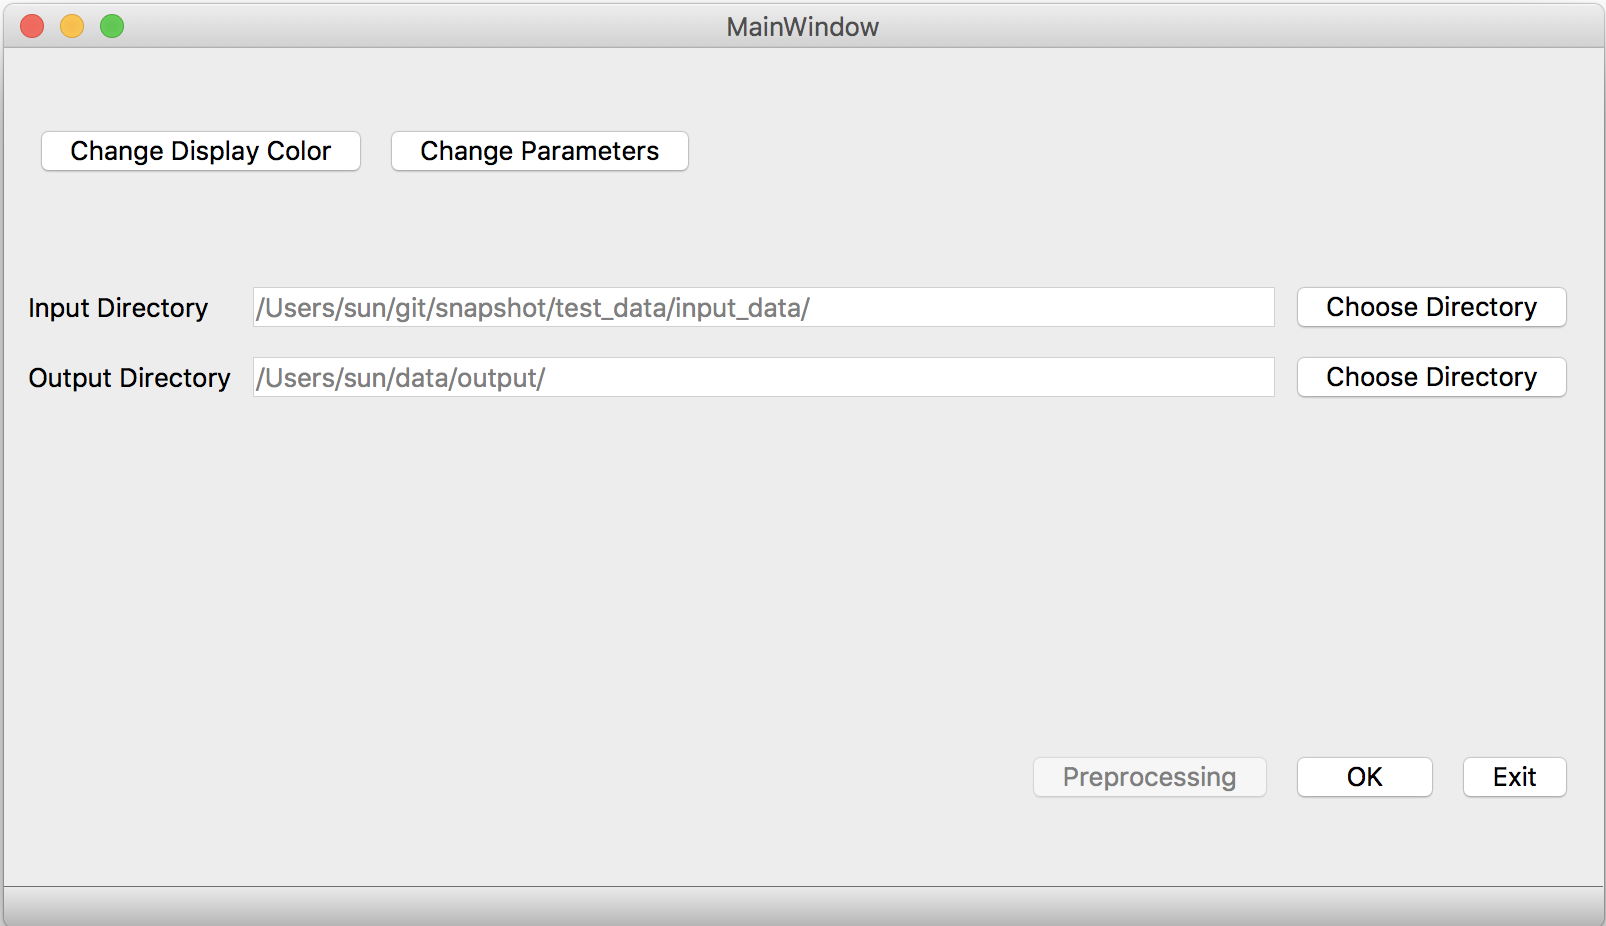 MainWindow
Change Display Color Change Parameters
Input Directory /Users/sun/git/snapshot/test_data/input_data/ Choose Directory
Output Directory /Users/sun/data/output/ Choose Directory
Preprocessing OK Exit